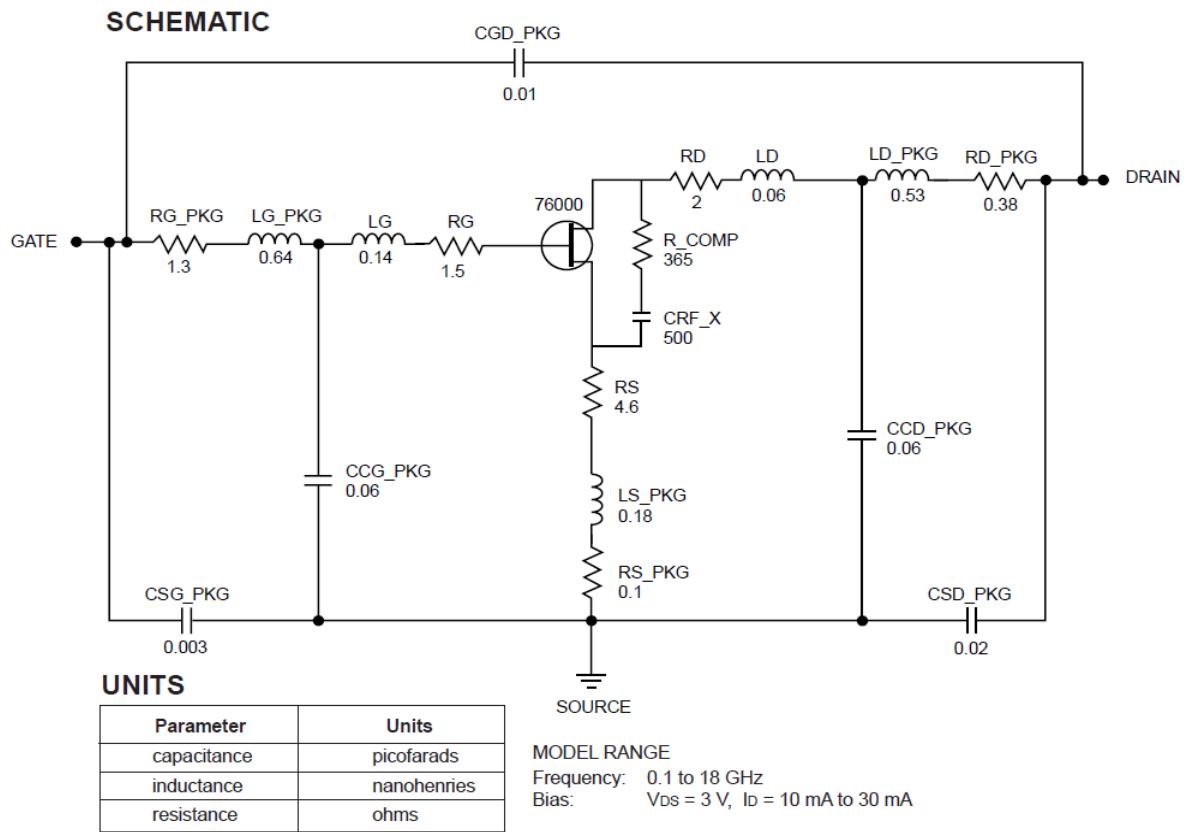 SCHEMATIC
CGD_PKG
0.01
RD
2
LD
0.06
LD_PKG
0.53
RD_PKG
0.38
DRAIN
GATE
RG_PKG
1.3
LG_PKG
0.64
LG
0.14
RG
1.5
76000
R_COMP
365
CRF_X
500
RS
4.6
CCG_PKG
0.06
LS_PKG
0.18
CCD_PKG
0.06
RS_PKG
0.1
CSG_PKG
0.003
CSD_PKG
0.02
SOURCE
UNITS
Parameter Units
capacitance picofarads
inductance nanohenries
resistance ohms
MODEL RANGE
Frequency: 0.1 to 18 GHz
Bias: VDS = 3 V, ID = 10 mA to 30 mA